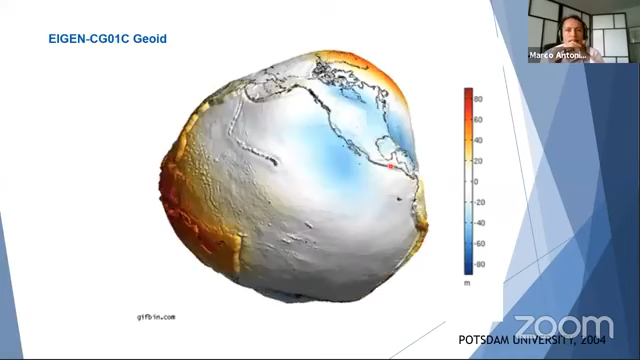 EIGEN-CG01C Geoid
Marco Antoni...
80
60
40
20
0
-20
-40
-60
-80
m
gifbin.com
zoom
POTSDAM UNIVERSITY, 2004